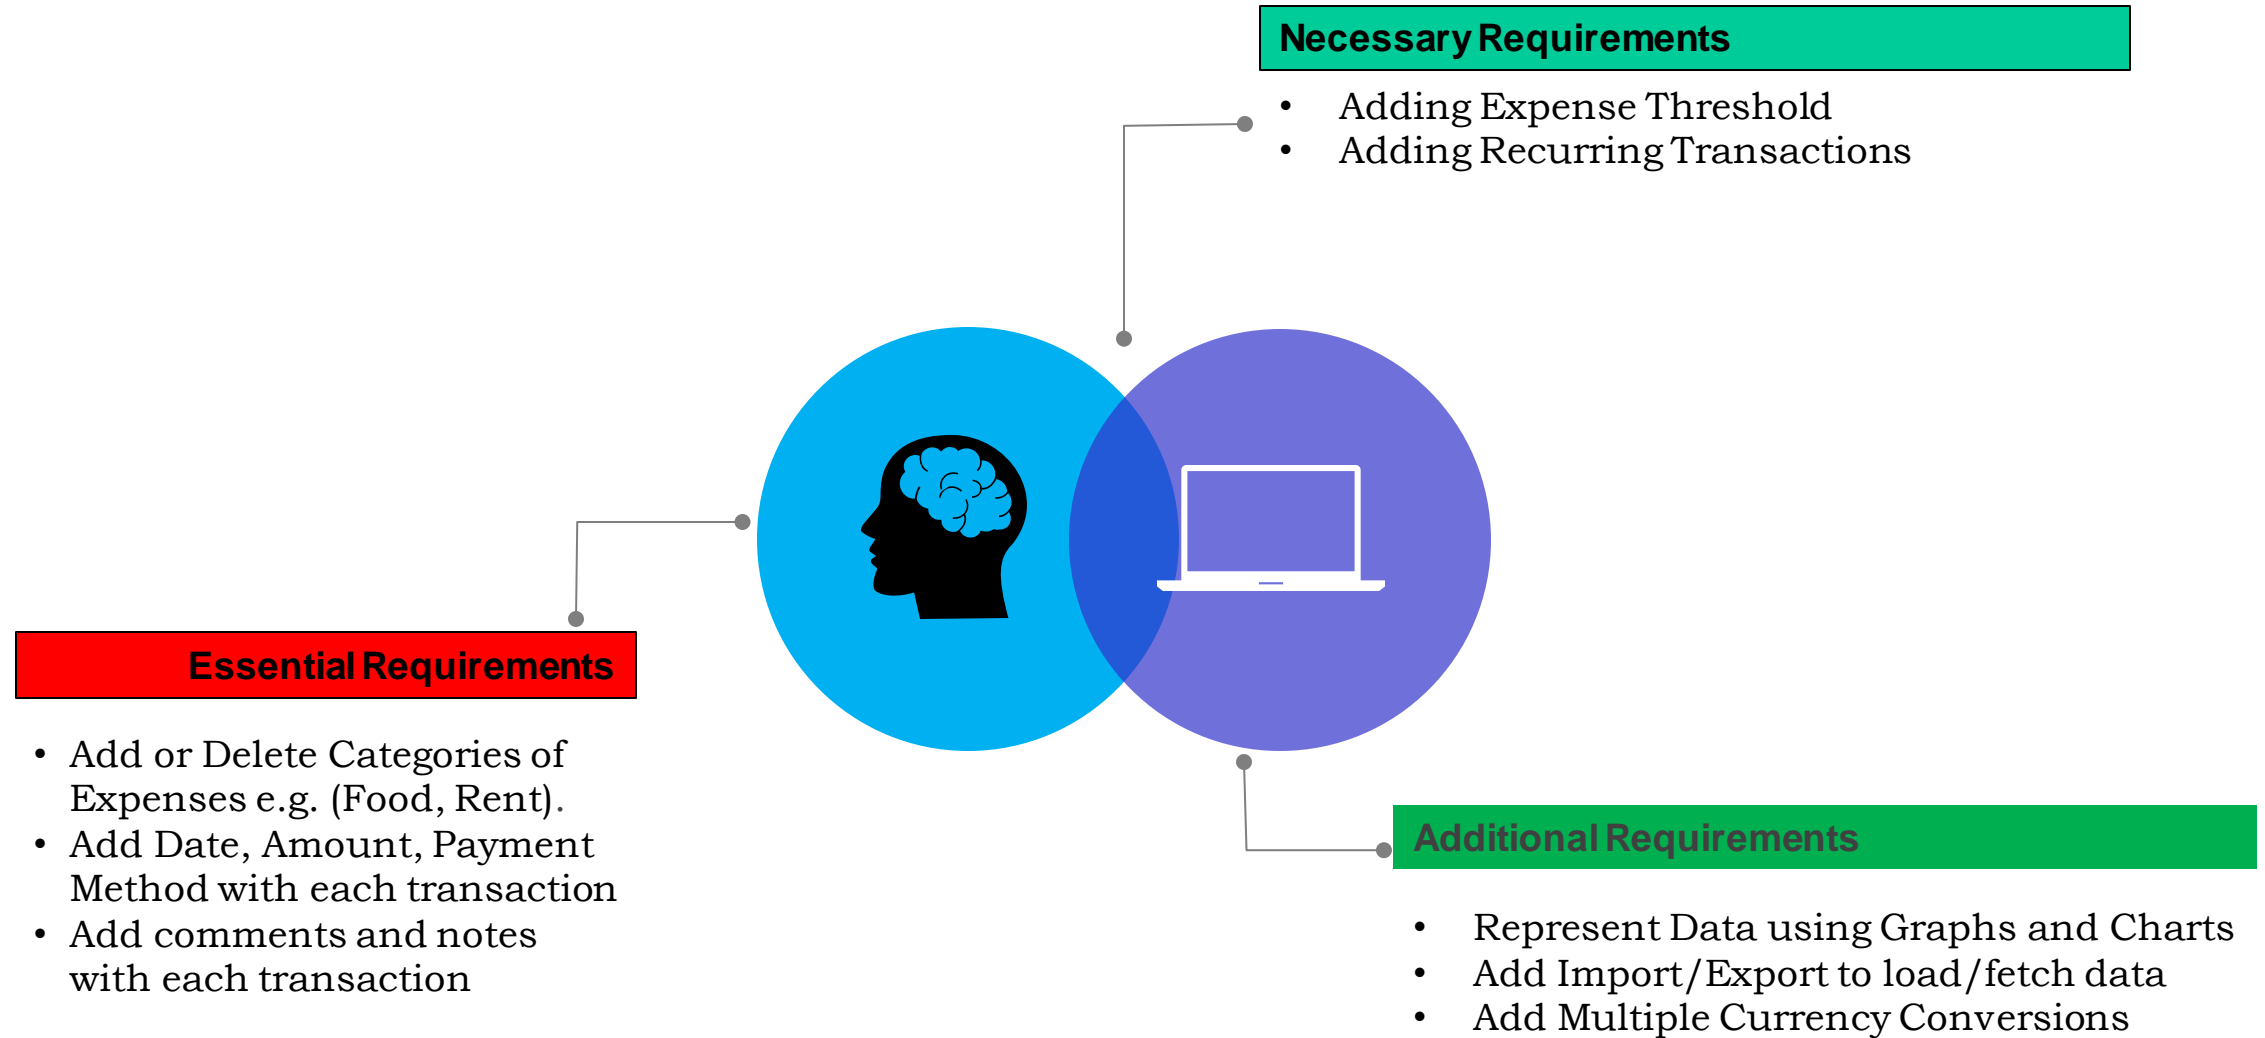 Necessary Requirements
• Adding Expense Threshold
• Adding Recurring Transactions
Essential Requirements
• Add or Delete Categories of
Expenses e.g. (Food, Rent).
• Add Date, Amount, Payment
Method with each transaction
• Add comments and notes
with each transaction
Additional Requirements
• Represent Data using Graphs and Charts
• Add Import/Export to load/fetch data
• Add Multiple Currency Conversions